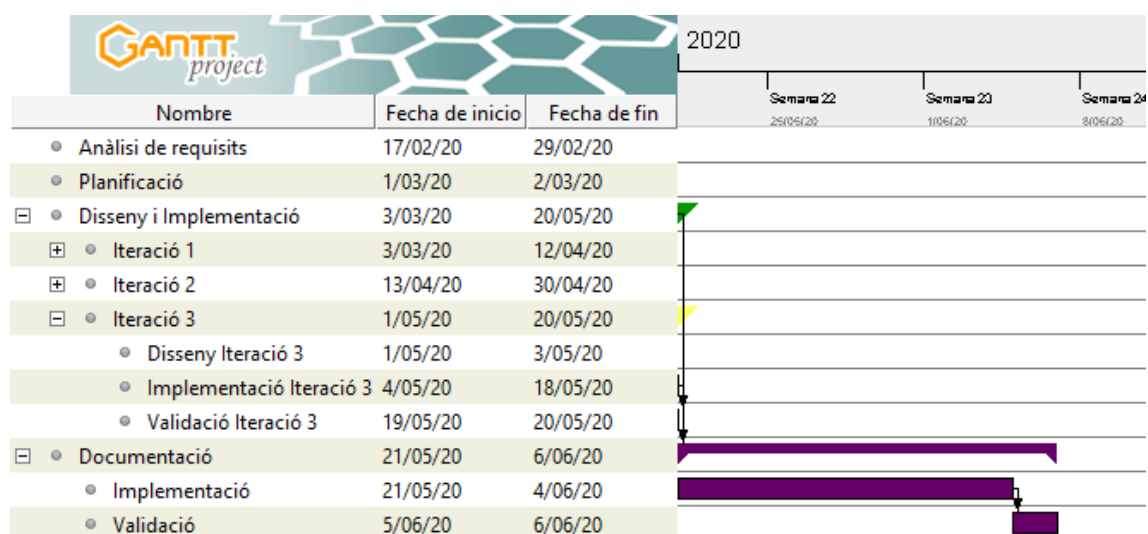 GANTT
project
2020
Semana 22 Semana 23 Semana 24
25/05/20 1/06/20 8/06/20
Nombre Fecha de inicio Fecha de fin
Anàlisi de requisits 17/02/20 29/02/20
Planificació 1/03/20 2/03/20
Disseny i Implementació 3/03/20 20/05/20
Iteració 1 3/03/20 12/04/20
Iteració 2 13/04/20 30/04/20
Iteració 3 1/05/20 20/05/20
Disseny Iteració 3 1/05/20 3/05/20
Implementació Iteració 3 4/05/20 18/05/20
Validació Iteració 3 19/05/20 20/05/20
Documentació 21/05/20 6/06/20
Implementació 21/05/20 4/06/20
Validació 5/06/20 6/06/20